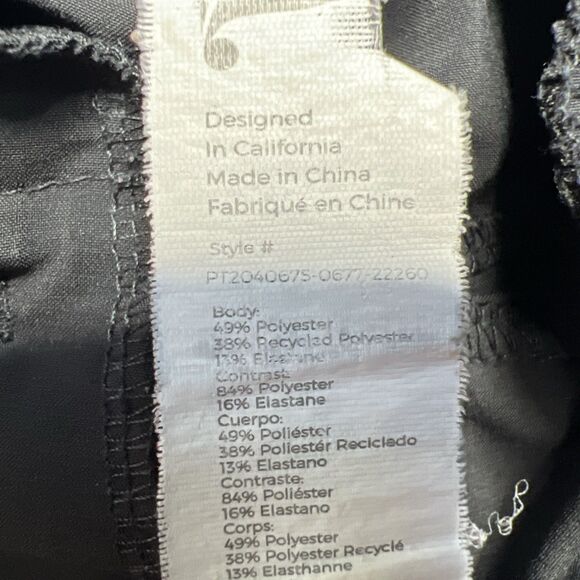 Designed
In California
Made in China
Fabriqué en Chine
Style #
PT2040675-0677-22260
Body:
49% Polyester
38% Recycled Polyester
13% Elastane
Contrast:
84% Polyester
16% Elastane
Cuerpo:
49% Poliéster
38% Poliestér Reciclado
13% Elastano
Contraste:
84% Poliéster
16% Elastano
Corps:
49% Polyester
38% Polyester Recyclé
13% Elasthanne